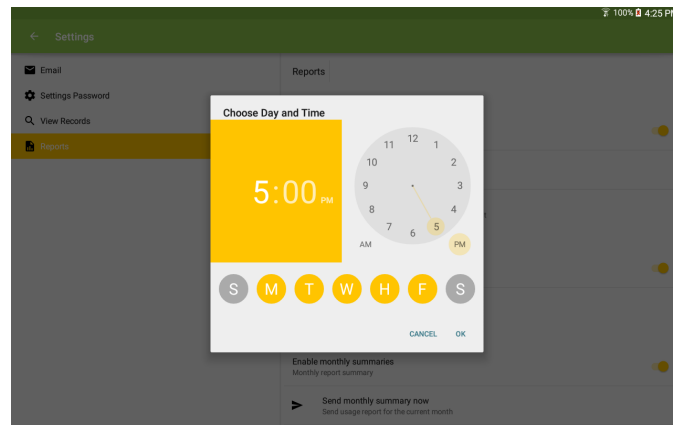 100% 4:25 PM
Settings
Email
Settings Password
View Records
Reports
Reports
Choose Day and Time
5:00 PM
12
1
2
3
4
5
6
7
8
9
10
11
AM
PM
S M T W H F S
CANCEL OK
Enable monthly summaries
Monthly report summery
Send monthly summary now
Send usage report for the current month